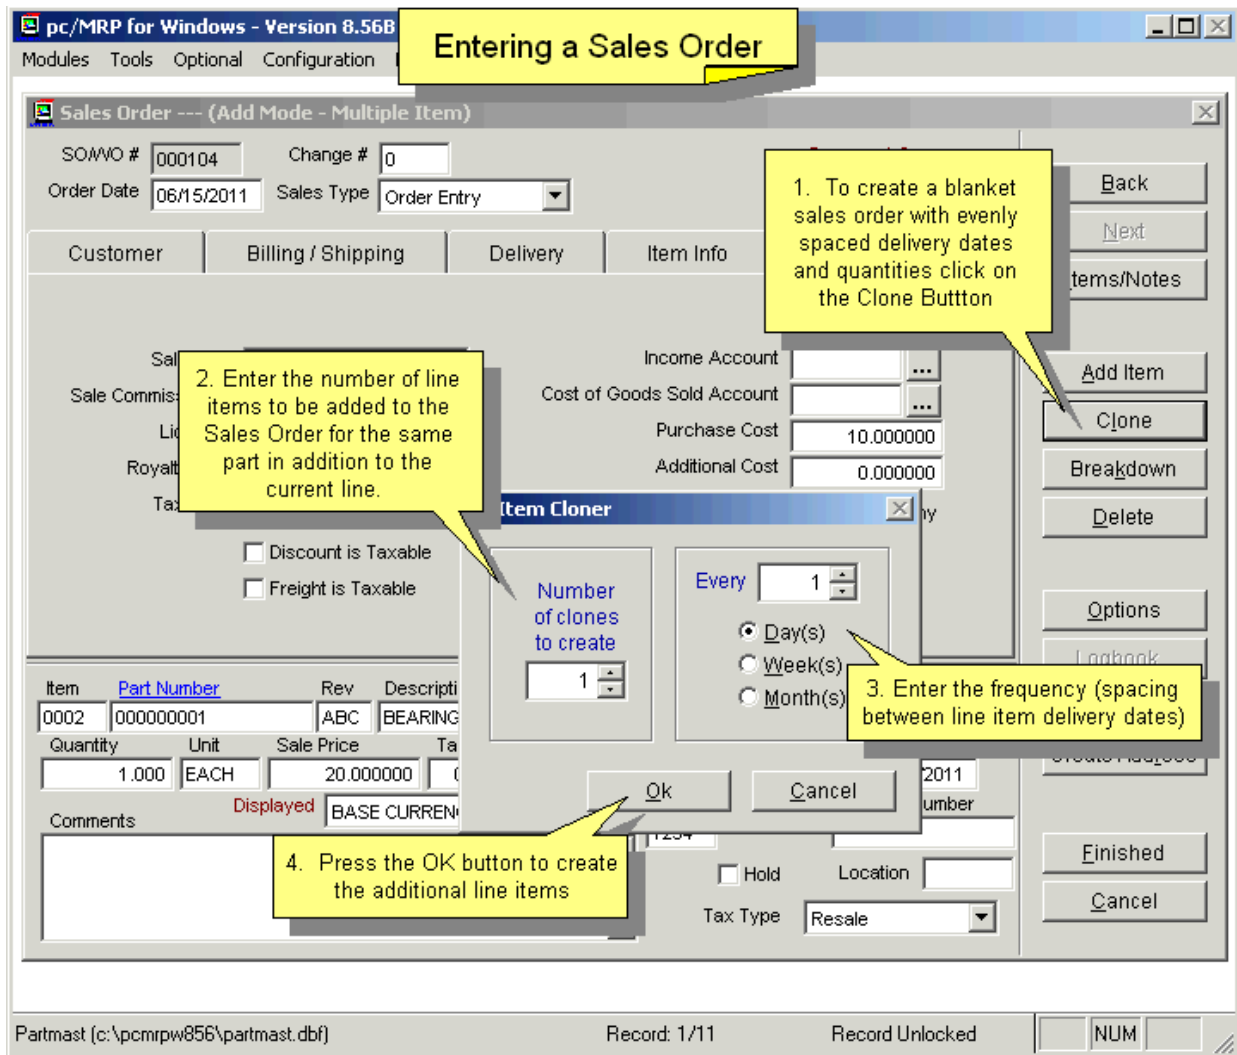 pc/MRP for Windows - Version 8.56B
Entering a Sales Order
Modules Tools Optional Configuration
Sales Order --- (Add Mode - Multiple Item)
SO/WO # 000104 Change # 0
Order Date 06/15/2011 Sales Type Order Entry
1. To create a blanket
sales order with evenly
spaced delivery dates
and quantities click on
the Clone Buttton
Back
Next
Items/Notes
Customer Billing / Shipping Delivery Item Info
Income Account ...
Cost of Goods Sold Account ...
Purchase Cost 10.000000
Additional Cost 0.000000
2. Enter the number of line
items to be added to the
Sales Order for the same
part in addition to the
current line.
Add Item
Clone
Breakdown
Delete
Discount is Taxable
Freight is Taxable
Item Cloner
Number
of clones
to create
1
Every 1
Day(s)
Week(s)
Month(s)
3. Enter the frequency (spacing
between line item delivery dates)
Ok Cancel
Options
Logbook
Item Part Number Rev
0002 000000001 ABC BEARING
Quantity Unit Sale Price
1.000 EACH 20.000000
2011
Displayed BASE CURREN
Comments
1234
4. Press the OK button to create
the additional line items
Hold Location
Tax Type Resale
Finished
Cancel
Partmast (c:\pcmrpw856\partmast.dbf) Record: 1/11 Record Unlocked NUM